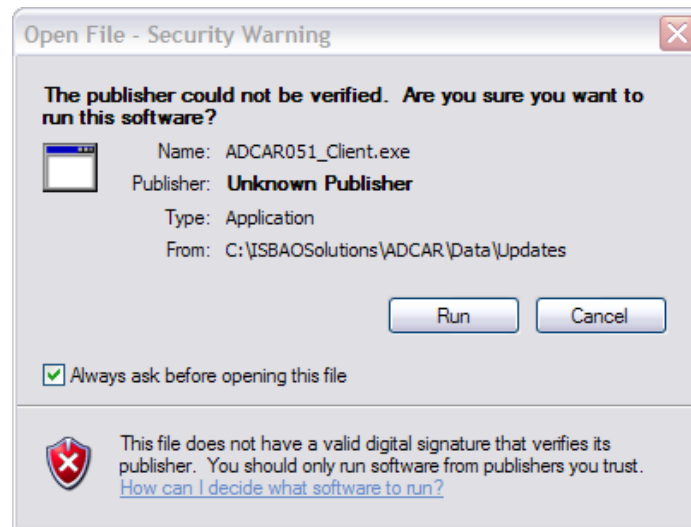 Open File - Security Warning
The publisher could not be verified.  Are you sure you want to
run this software?
Name: ADCAR051_Client.exe
Publisher: Unknown Publisher
Type: Application
From: C:\ISBAOSolutions\ADCAR\Data\Updates
Run Cancel
Always ask before opening this file
This file does not have a valid digital signature that verifies its
publisher.  You should only run software from publishers you trust.
How can I decide what software to run?